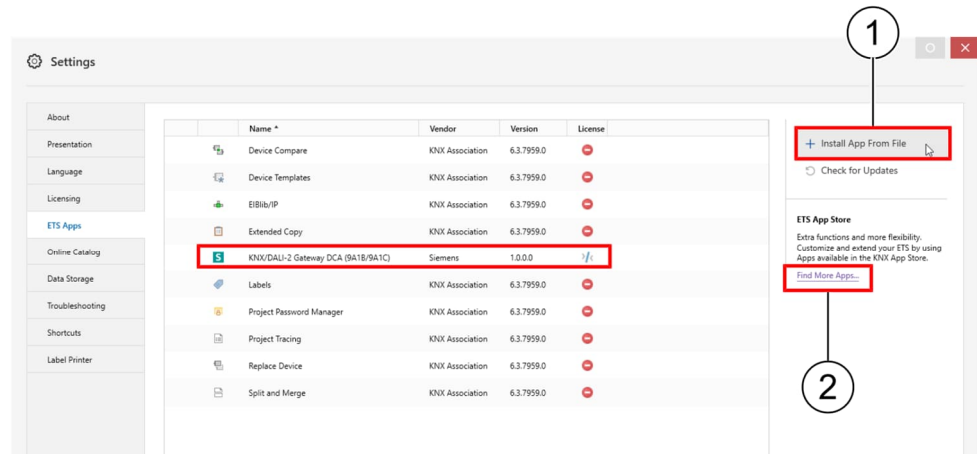 1
Settings
About
Presentation
Language
Licensing
ETS Apps
Online Catalog
Data Storage
Troubleshooting
Shortcuts
Label Printer
Name Vendor Version License
Device Compare KNX Association 6.3.7959.0
Device Templates KNX Association 6.3.7959.0
EIBlib/IP KNX Association 6.3.7959.0
Extended Copy KNX Association 6.3.7959.0
S KNX/DALI-2 Gateway DCA (9A1B/9A1C) Siemens 1.0.0.0
Labels KNX Association 6.3.7959.0
Project Password Manager KNX Association 6.3.7959.0
Project Tracing KNX Association 6.3.7959.0
Replace Device KNX Association 6.3.7959.0
Split and Merge KNX Association 6.3.7959.0
+ Install App From File
Check for Updates
ETS App Store
Extra functions and more flexibility.
Customize and extend your ETS by using
Apps available in the KNX App Store.
Find More Apps...
2